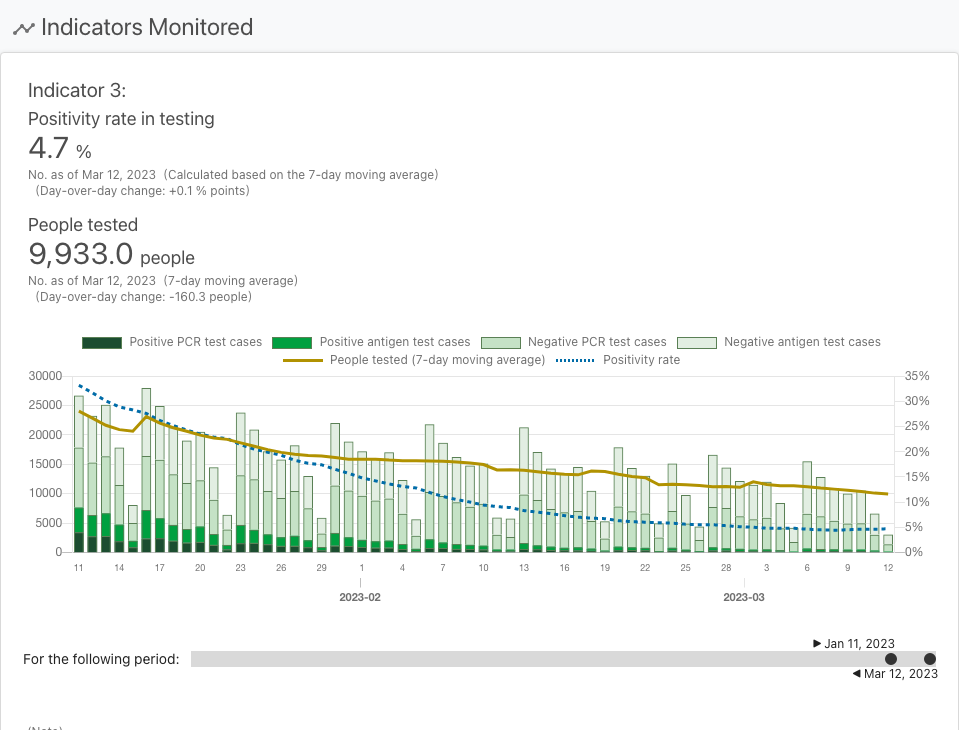 Indicators Monitored
Indicator 3:
Positivity rate in testing
4.7 %
No. as of Mar 12, 2023 (Calculated based on the 7-day moving average)
(Day-over-day change: +0.1 % points)
People tested
9,933.0 people
No. as of Mar 12, 2023 (7-day moving average)
(Day-over-day change: -160.3 people)
Positive PCR test cases Positive antigen test cases Negative PCR test cases Negative antigen test cases
People tested (7-day moving average) Positivity rate
30000 35%
25000 30%
20000 25%
15000 20%
10000 15%
5000 10%
0 5%
0%
11 14 17 20 23 26 29 1 4 7 10 13 16 19 22 25 28 3 6 9 12
2023-02 2023-03
Jan 11, 2023
For the following period:
Mar 12, 2023